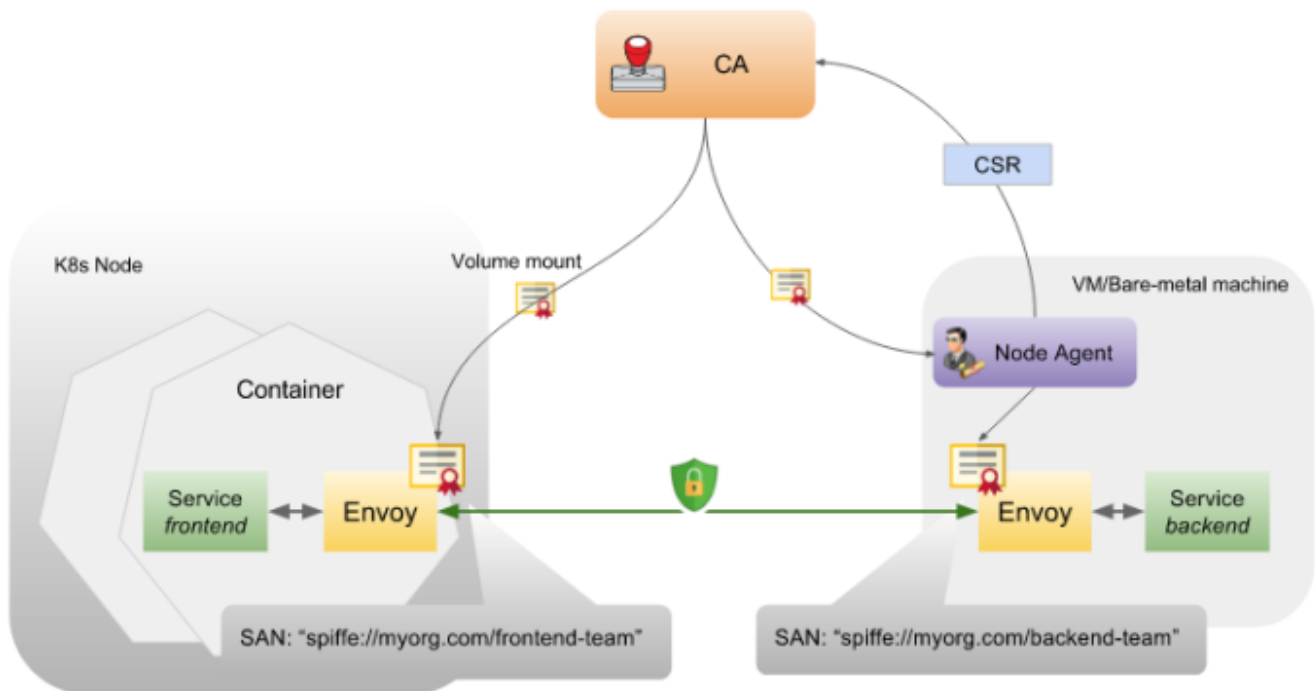 CA
CSR
K8s Node
Volume mount
VM/Bare-metal machine
Node Agent
Container
Service
frontend
Envoy
Envoy
Service
backend
SAN: “spiffe://myorg.com/frontend-team”
SAN: “spiffe://myorg.com/backend-team”